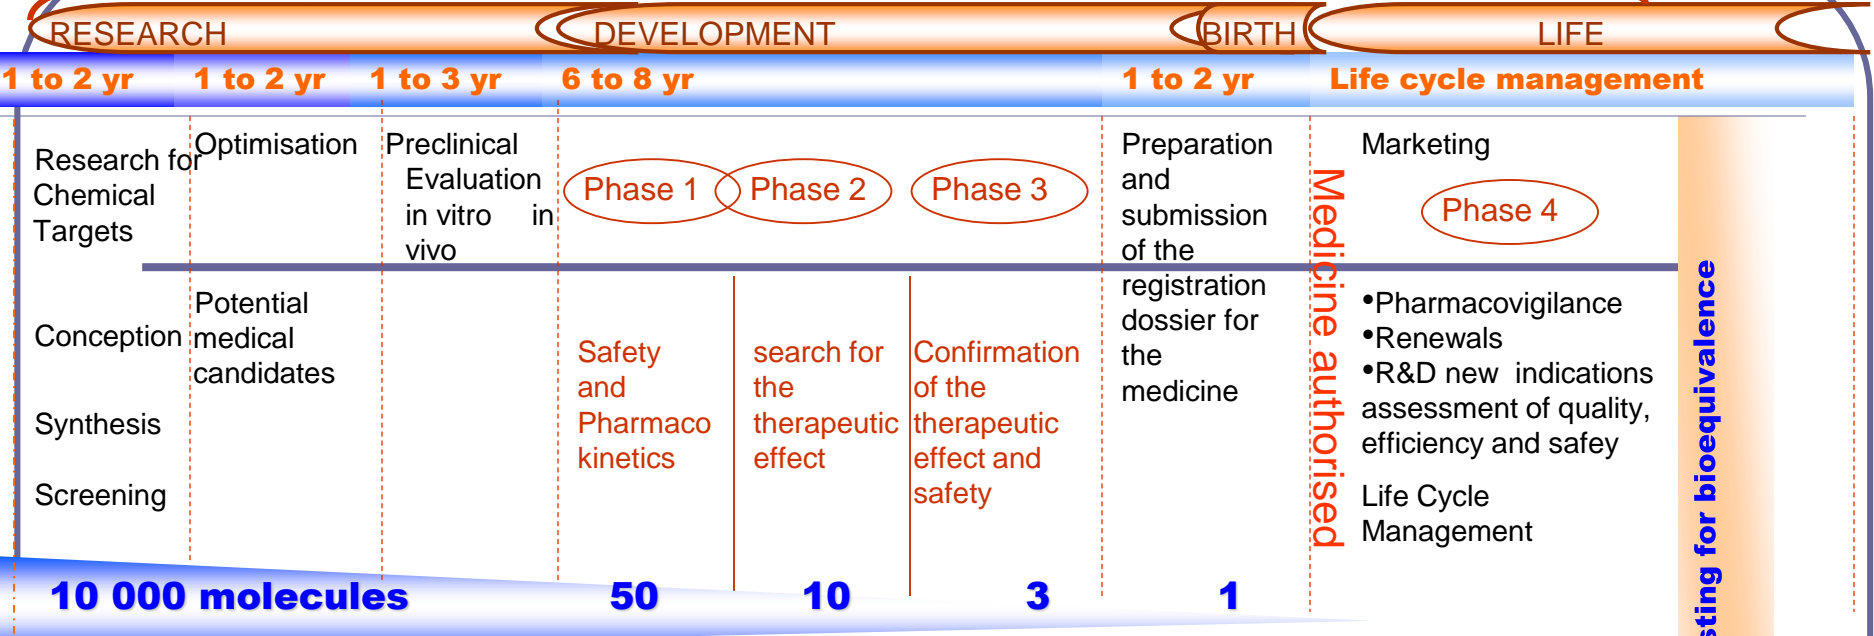 RESEARCH
DEVELOPMENT
BIRTH
LIFE
1 to 2 yr
1 to 2 yr
1 to 3 yr
6 to 8 yr
1 to 2 yr
Life cycle management
Research for
Chemical
Targets
Conception
Synthesis
Screening
Optimisation
Potential
medical
candidates
Preclinical
Evaluation
in vitro in
vivo
Phase 1
Phase 2
Phase 3
Safety
and
Pharmaco
kinetics
search for
the
therapeutic
effect
Confirmation
of the
therapeutic
effect and
safety
Preparation
and
submission
of the
registration
dossier for
the
medicine
Medicine authorised
Marketing
Phase 4
•Pharmacovigilance
•Renewals
•R&D new indications
assessment of quality,
efficiency and safey
Life Cycle
Management
sting for bioequivalence
10 000 molecules
50
10
3
1